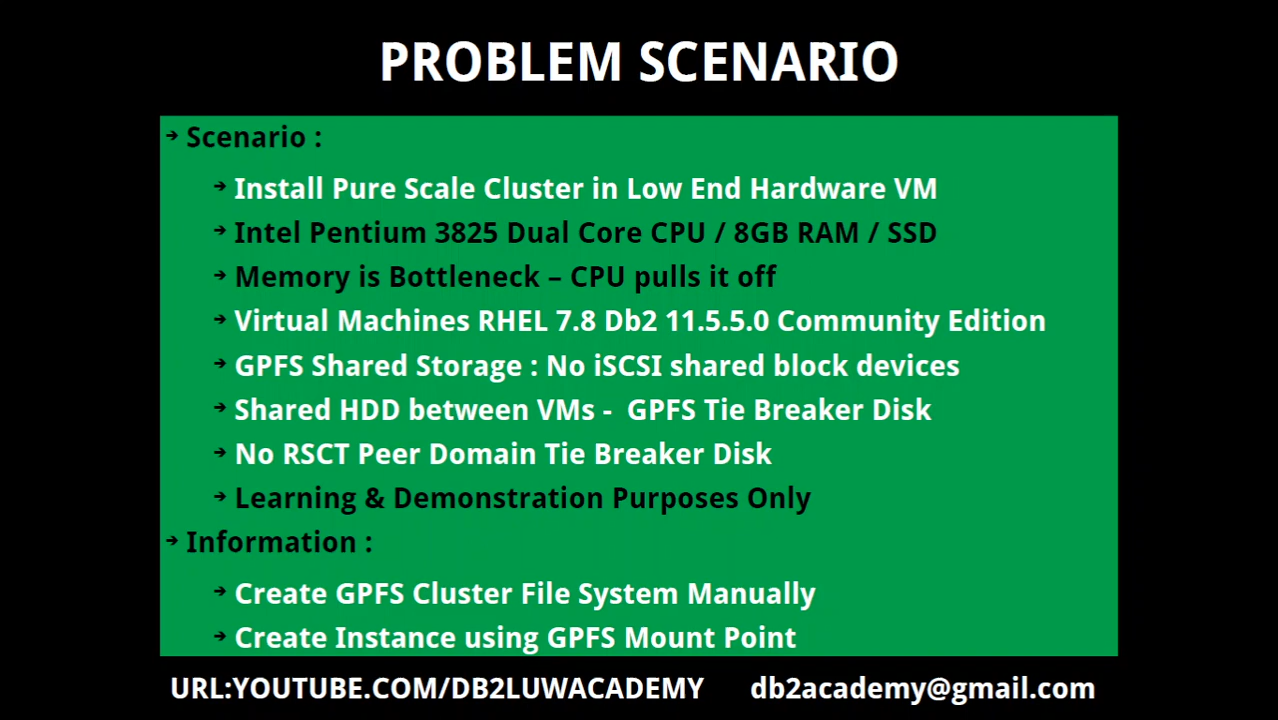 PROBLEM SCENARIO
➔ Scenario :
➔ Install Pure Scale Cluster in Low End Hardware VM
➔ Intel Pentium 3825 Dual Core CPU / 8GB RAM / SSD
➔ Memory is Bottleneck – CPU pulls it off
➔ Virtual Machines RHEL 7.8 Db2 11.5.5.0 Community Edition
➔ GPFS Shared Storage : No iSCSI shared block devices
➔ Shared HDD between VMs - GPFS Tie Breaker Disk
➔ No RSCT Peer Domain Tie Breaker Disk
➔ Learning & Demonstration Purposes Only
➔ Information :
➔ Create GPFS Cluster File System Manually
➔ Create Instance using GPFS Mount Point
URL:YOUTUBE.COM/DB2LUWACADEMY db2academy@gmail.com